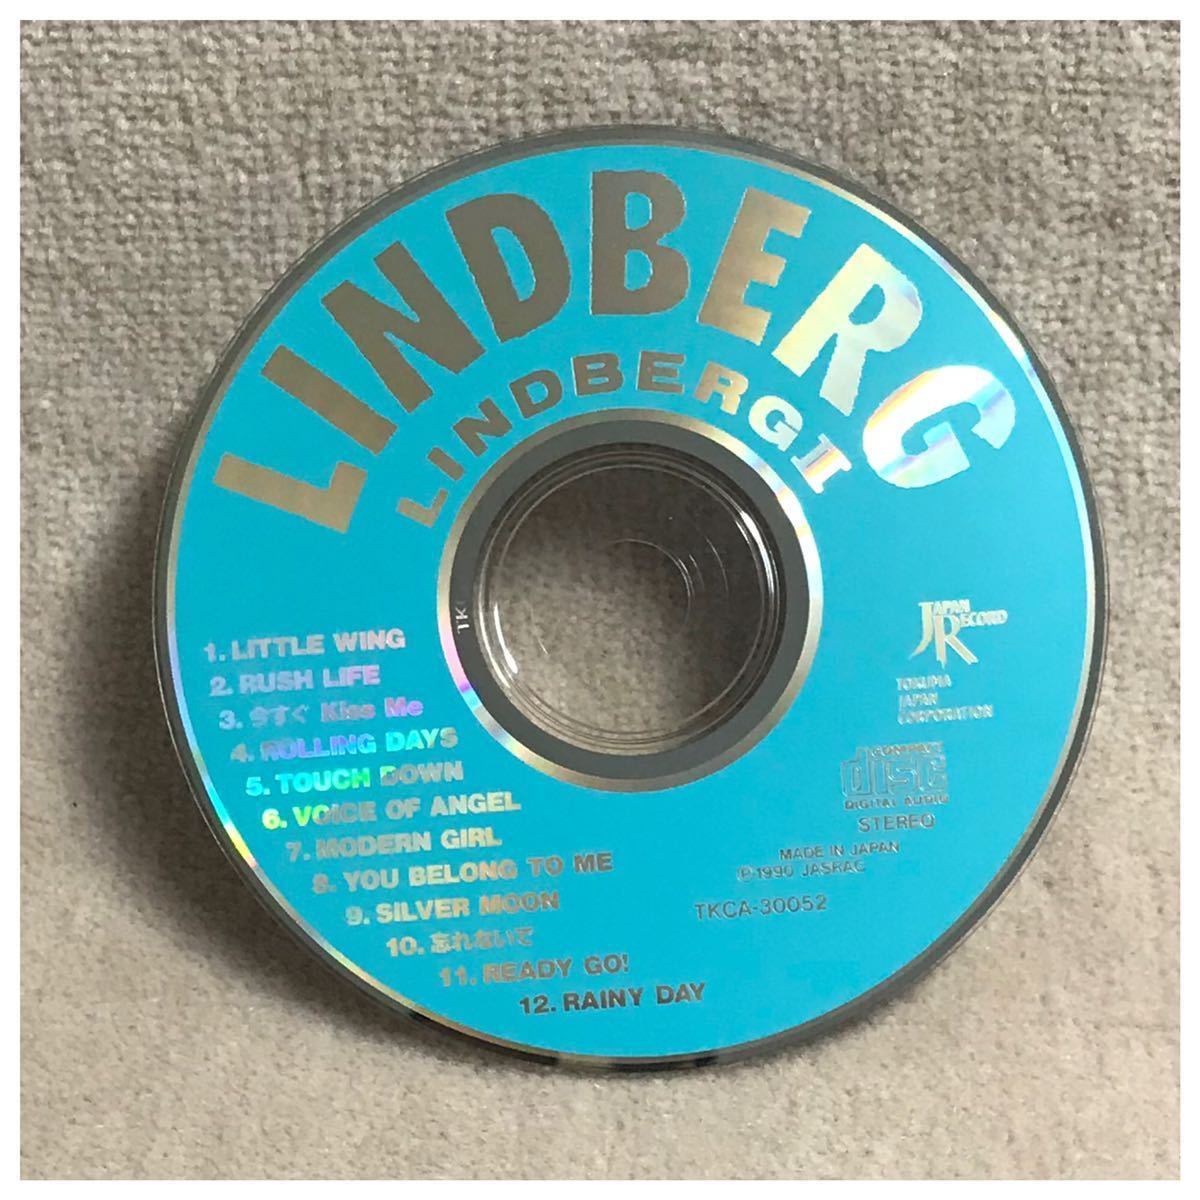 LINDBERG
LINDBERG II
1. LITTLE WING
2. RUSH LIFE
3. 今すぐ Kiss Me
4. ROLLING DAYS
5. TOUCH DOWN
6. VOICE OF ANGEL
7. MODERN GIRL
8. YOU BELONG TO ME
9. SILVER MOON
10. 忘れないで
11. READY GO!
12. RAINY DAY
JAPAN
RECORD
TOKUMA
JAPAN
CORPORATION
COMPACT
disc
DIGITAL AUDIO
STEREO
MADE IN JAPAN
Ⓟ1990 JASRAC
TKCA-30052